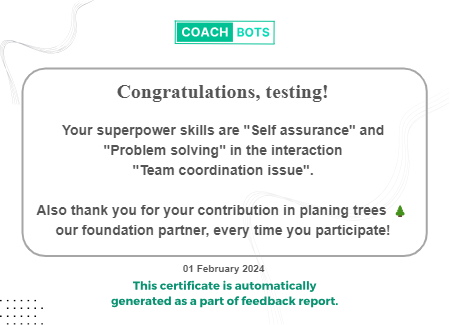 COACH BOTS
Congratulations, testing!
Your superpower skills are "Self assurance" and
"Problem solving" in the interaction
"Team coordination issue".
Also thank you for your contribution in planing trees 🌲
our foundation partner, every time you participate!
01 February 2024
This certificate is automatically
generated as a part of feedback report.